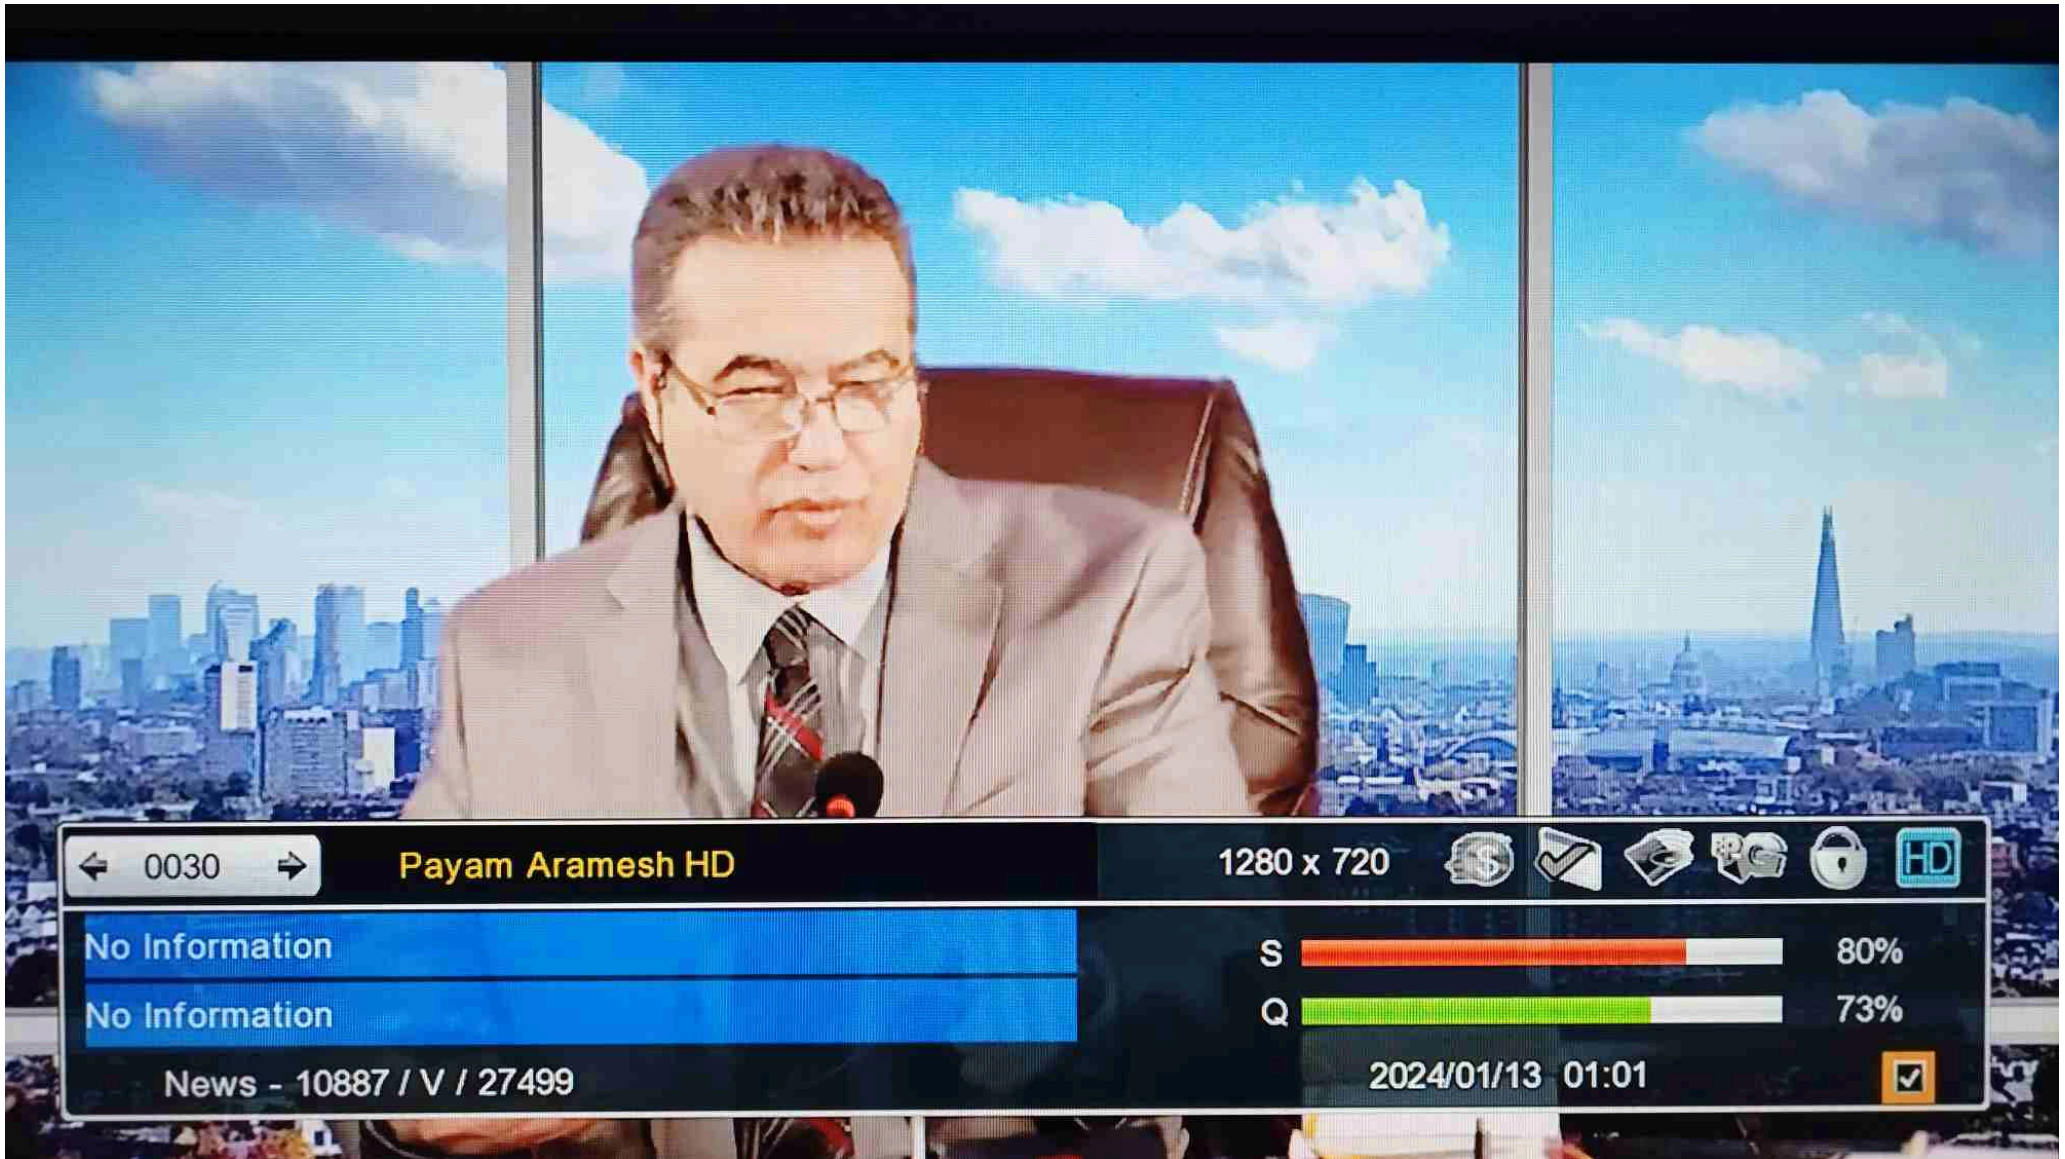 0030
Payam Aramesh HD
1280 x 720
$
HD
No Information
S 80%
No Information
Q 73%
News - 10887 / V / 27499
2024/01/13 01:01